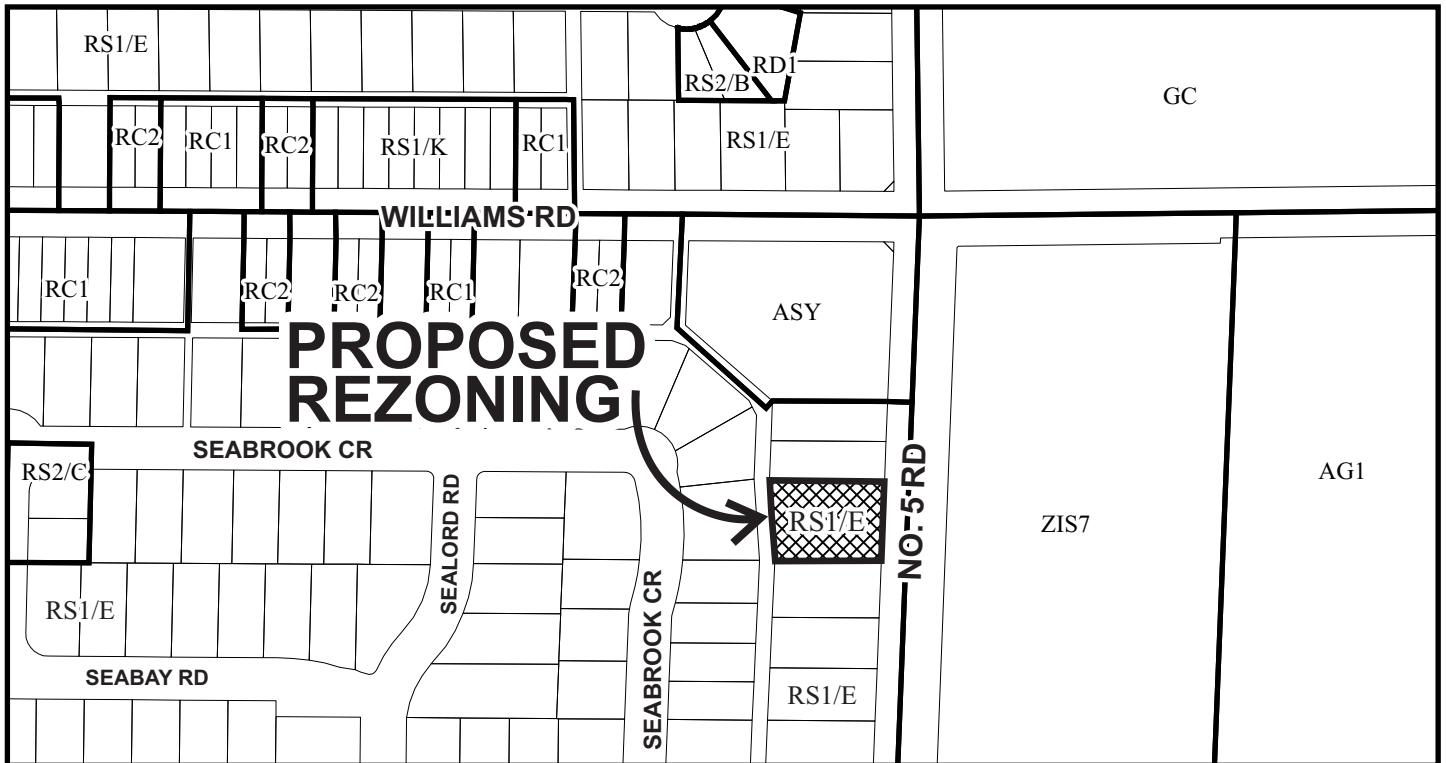 RS1/E
RS2/B
RD1
GC
RC2
RC1
RC2
RS1/K
RC1
RS1/E
WILLIAMS RD
RC1
RC2
RC2
RC1
RC2
ASY
PROPOSED
REZONING
SEABROOK CR
RS2/C
SEALORD RD
RS1/E
NO. 5 RD
ZIS7
AG1
RS1/E
SEABROOK CR
SEABAY RD
RS1/E